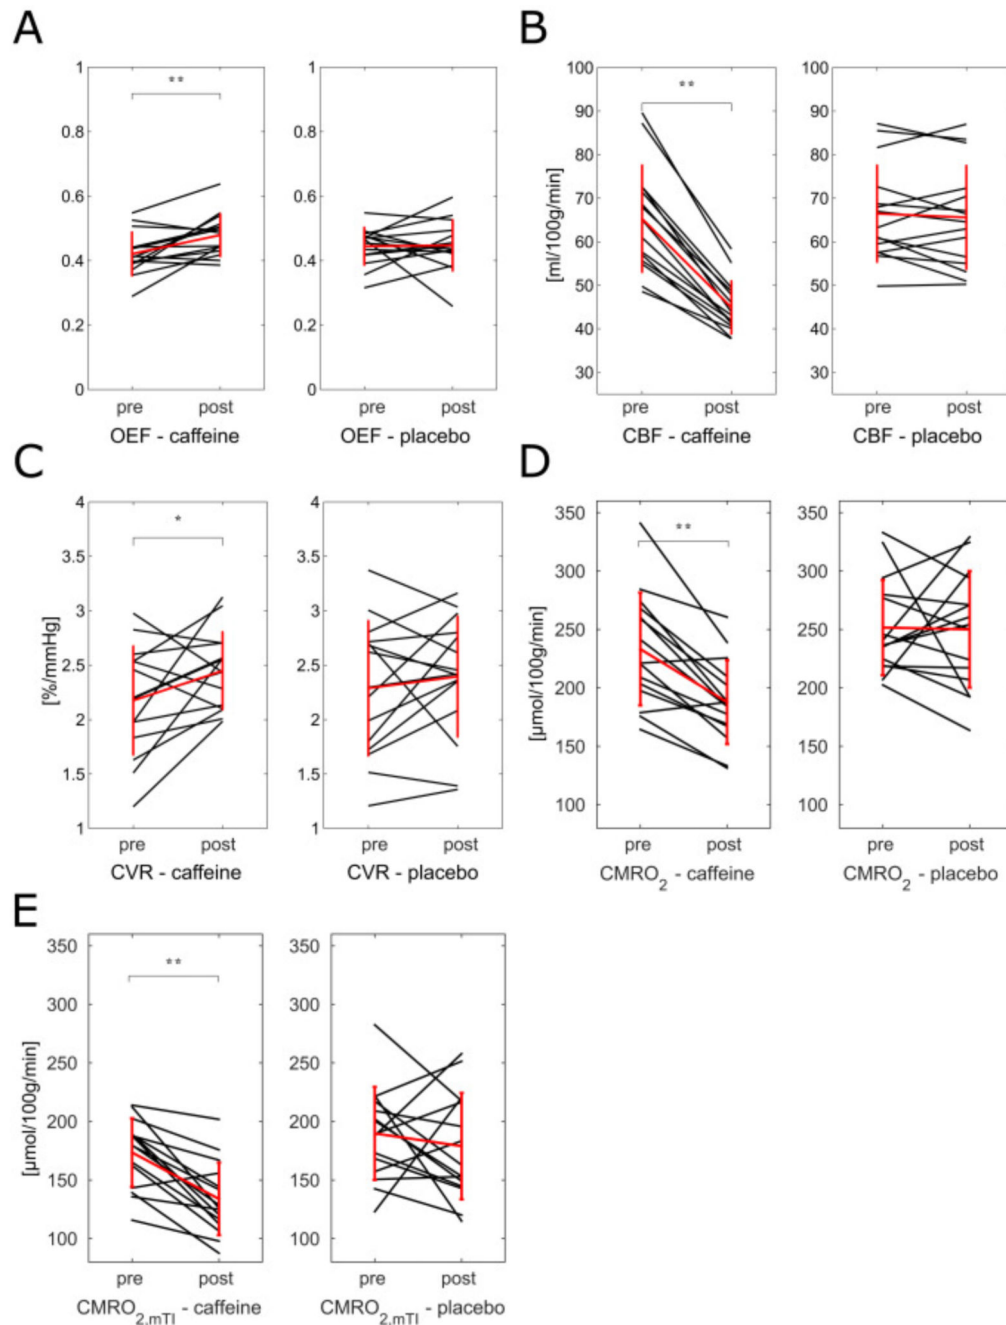 A
B
1
0.8
0.6
0.4
0.2
0
**
pre post
OEF - caffeine
1
0.8
0.6
0.4
0.2
0
pre post
OEF - placebo
[ml/100g/min]
100
90
80
70
60
50
40
30
**
pre post
CBF - caffeine
100
90
80
70
60
50
40
30
pre post
CBF - placebo
C
D
[%/mmHg]
4
3.5
3
2.5
2
1.5
1
*
pre post
CVR - caffeine
4
3.5
3
2.5
2
1.5
1
pre post
CVR - placebo
[µmol/100g/min]
350
300
250
200
150
100
**
pre post
CMRO2 - caffeine
350
300
250
200
150
100
pre post
CMRO2 - placebo
E
[µmol/100g/min]
350
300
250
200
150
100
**
pre post
CMRO2,mTI - caffeine
350
300
250
200
150
100
pre post
CMRO2,mTI - placebo